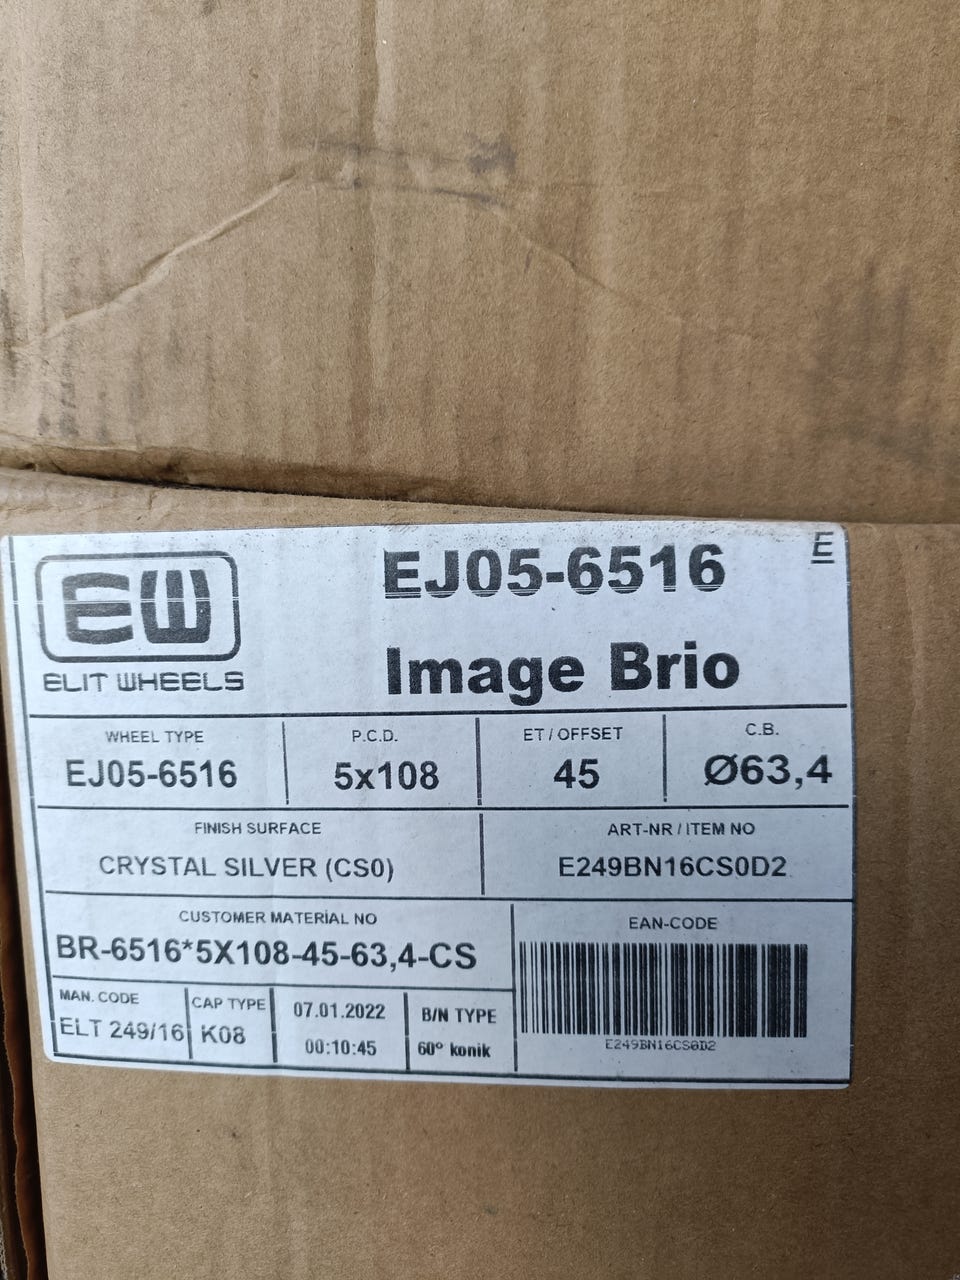 E
EW
ELIT WHEELS
EJ05-6516
Image Brio
WHEEL TYPE
EJ05-6516
P.C.D.
5x108
ET / OFFSET
45
C.B.
Ø63,4
FINISH SURFACE
CRYSTAL SILVER (CS0)
ART-NR / ITEM NO
E249BN16CS0D2
CUSTOMER MATERİAL NO
BR-6516*5X108-45-63,4-CS
MAN. CODE
ELT 249/16
CAP TYPE
K08
07.01.2022
00:10:45
B/N TYPE
60° konik
EAN-CODE
E249BN16CS0D2